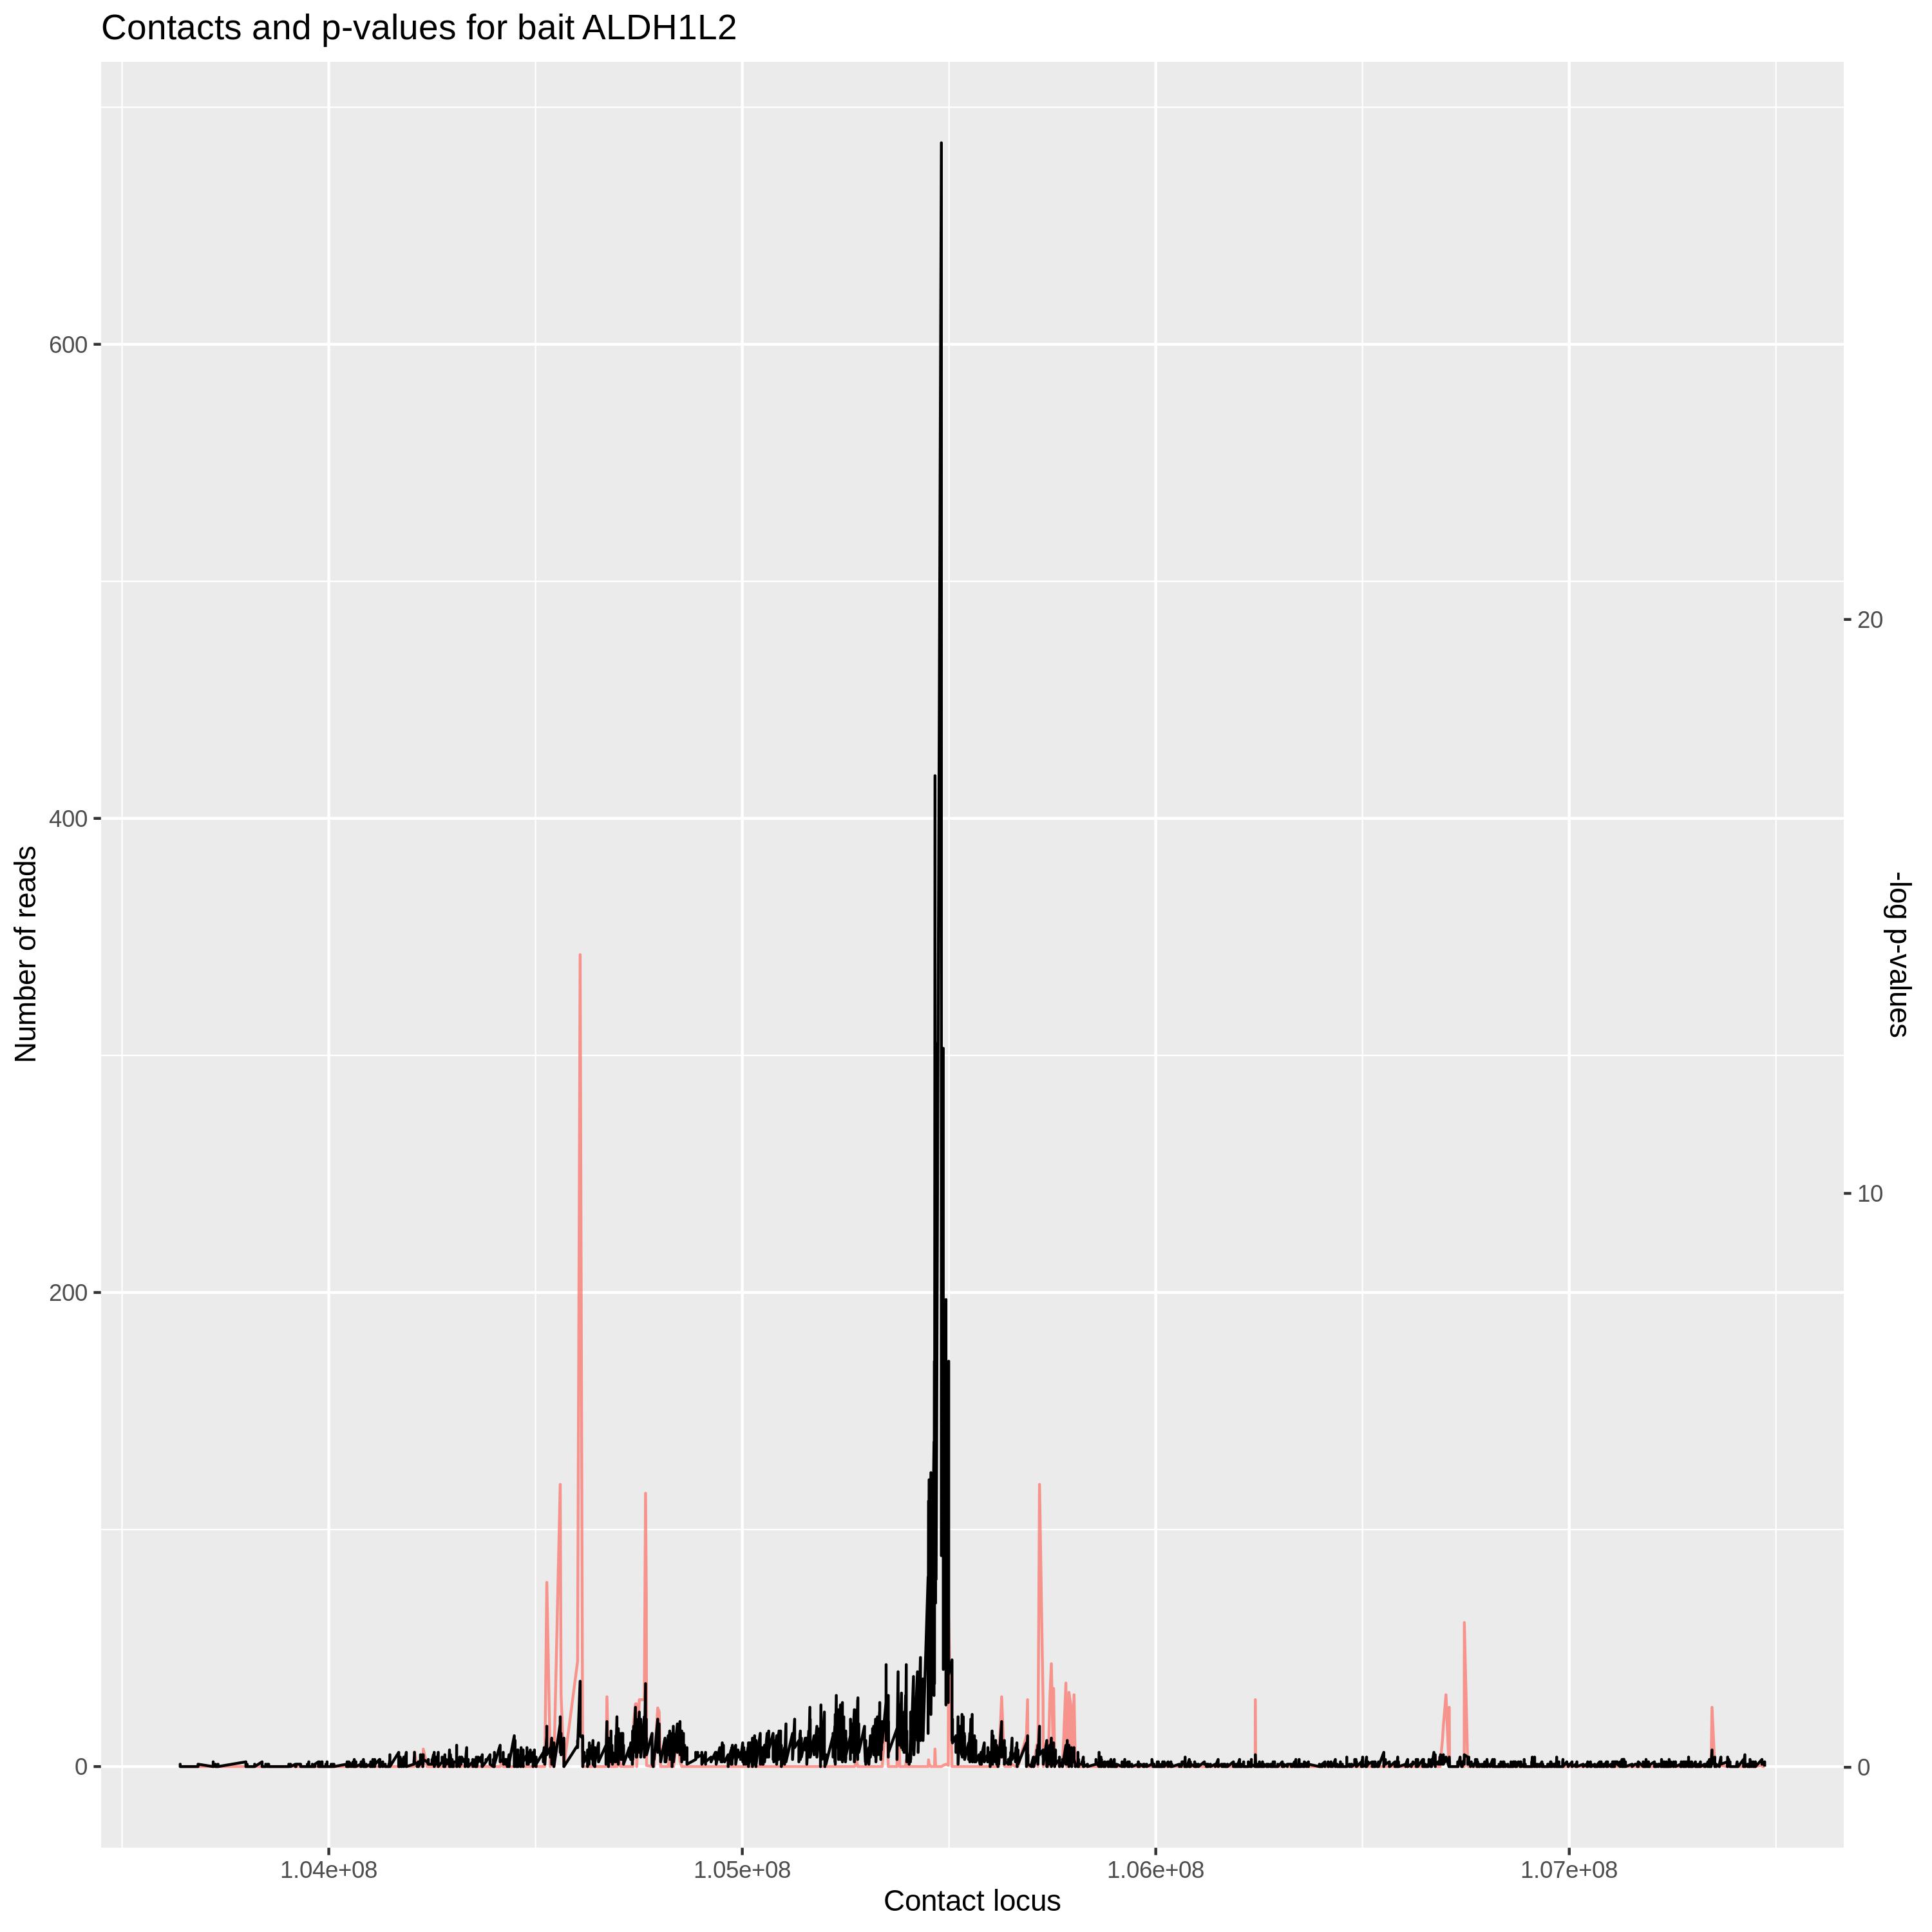 Contacts and p-values for bait ALDH1L2
600
400
200
0
Number of reads
20
10
0
-log p-values
1.04e+08
1.05e+08
1.06e+08
1.07e+08
Contact locus